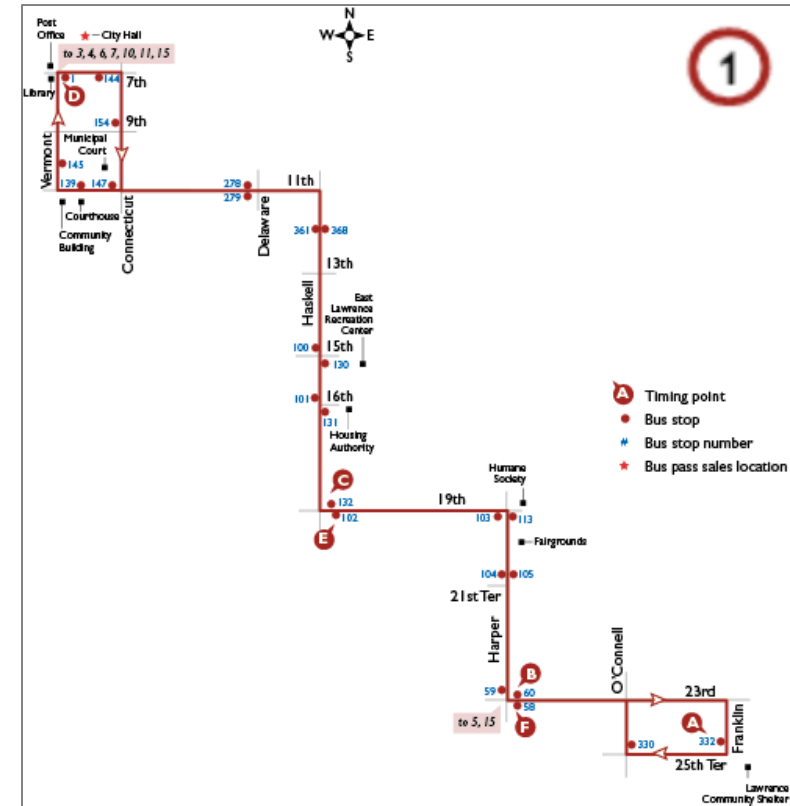 N
W E
S
1
Post
Office
City Hall
to 3, 4, 6, 7, 10, 11, 15
Library
1
144
7th
D
154
9th
Municipal
Court
Vermont
145
139
147
Courthouse
Community
Building
Connecticut
278
279
Delaware
11th
361
368
13th
Haskell
East
Lawrence
Recreation
Center
100
15th
130
101
16th
131
Housing
Authority
C
132
102
E
19th
Humane
Society
103
113
Fairgrounds
104
105
21st Ter
Harper
59
B
60
58
F
to 5, 15
O'Connell
23rd
A
332
330
Franklin
25th Ter
Lawrence
Community Shelter
A Timing point
Bus stop
# Bus stop number
Bus pass sales location